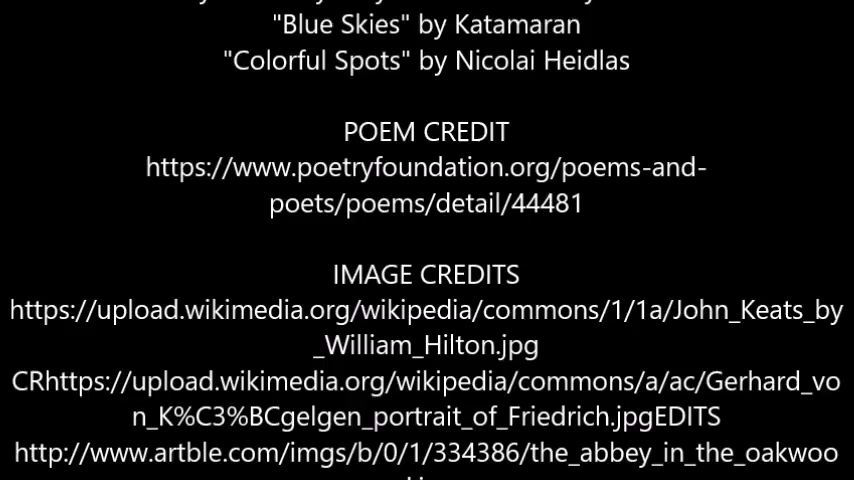 "Blue Skies" by Katamaran
"Colorful Spots" by Nicolai Heidlas
POEM CREDIT
https://www.poetryfoundation.org/poems-and-
poets/poems/detail/44481
IMAGE CREDITS
https://upload.wikimedia.org/wikipedia/commons/1/1a/John_Keats_by
_William_Hilton.jpg
CRhttps://upload.wikimedia.org/wikipedia/commons/a/ac/Gerhard_vo
n_K%C3%BCgelgen_portrait_of_Friedrich.jpgEDITS
http://www.artble.com/imgs/b/0/1/334386/the_abbey_in_the_oakwoo